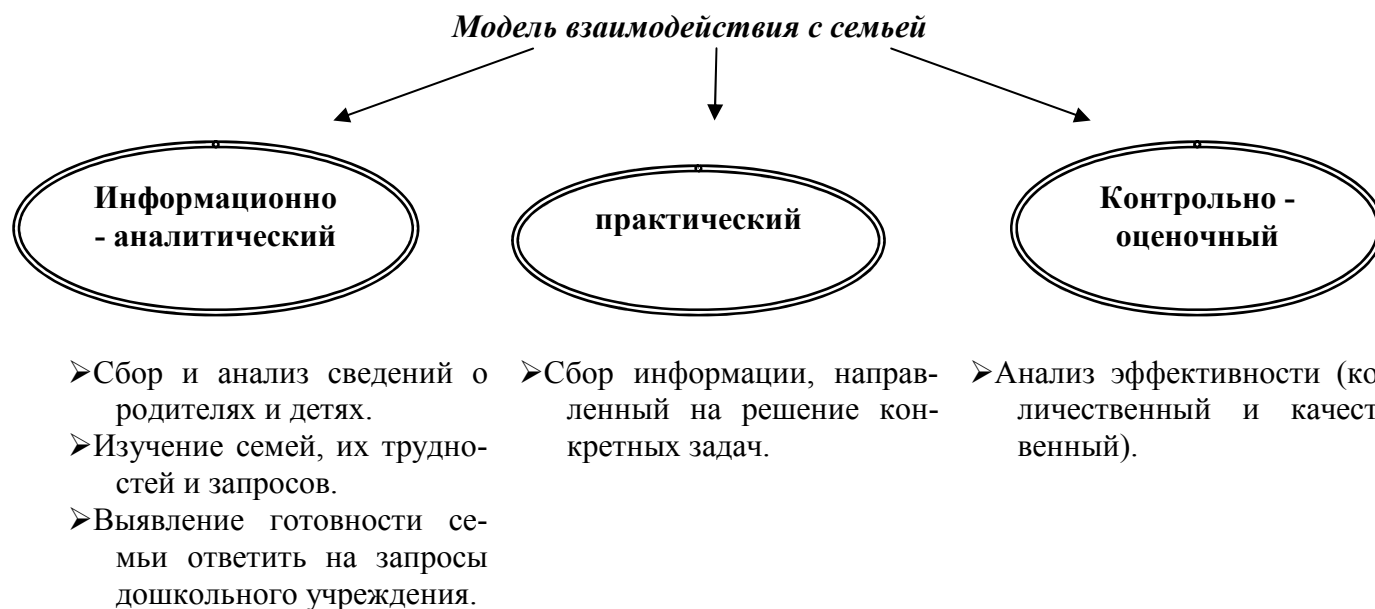 Модель взаимодействия с семьей
Информационно
- аналитический
практический
Контрольно -
оценочный
➢Сбор и анализ сведений о
родителях и детях.
➢Изучение семей, их трудно-
стей и запросов.
➢Выявление готовности се-
мьи ответить на запросы
дошкольного учреждения.
➢Сбор информации, направ-
ленный на решение кон-
кретных задач.
➢Анализ эффективности (ко
личественный и качест
венный).